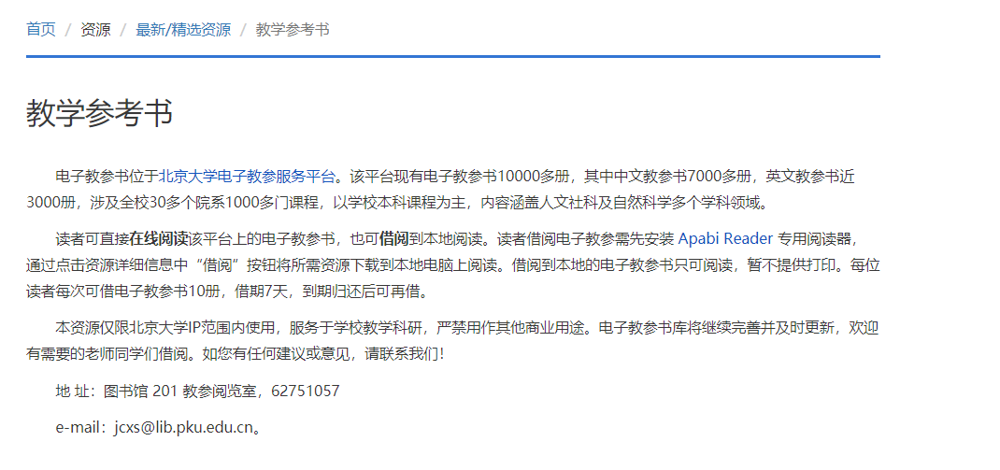 首页 / 资源 / 最新/精选资源 / 教学参考书
教学参考书
电子教参书位于北京大学电子教参服务平台。该平台现有电子教参书10000多册，其中中文教参书7000多册，英文教参书近
3000册，涉及全校30多个院系1000多门课程，以学校本科课程为主，内容涵盖人文社科及自然科学多个学科领域。
读者可直接在线阅读该平台上的电子教参书，也可借阅到本地阅读。读者借阅电子教参需先安装 Apabi Reader 专用阅读器，
通过点击资源详细信息中“借阅”按钮将所需资源下载到本地电脑上阅读。借阅到本地的电子教参书只可阅读，暂不提供打印。每位
读者每次可借电子教参书10册，借期7天，到期归还后可再借。
本资源仅限北京大学IP范围内使用，服务于学校教学科研，严禁用作其他商业用途。电子教参书库将继续完善并及时更新，欢迎
有需要的老师同学们借阅。如您有任何建议或意见，请联系我们！
地 址：图书馆 201 教参阅览室，62751057
e-mail：jcxs@lib.pku.edu.cn。